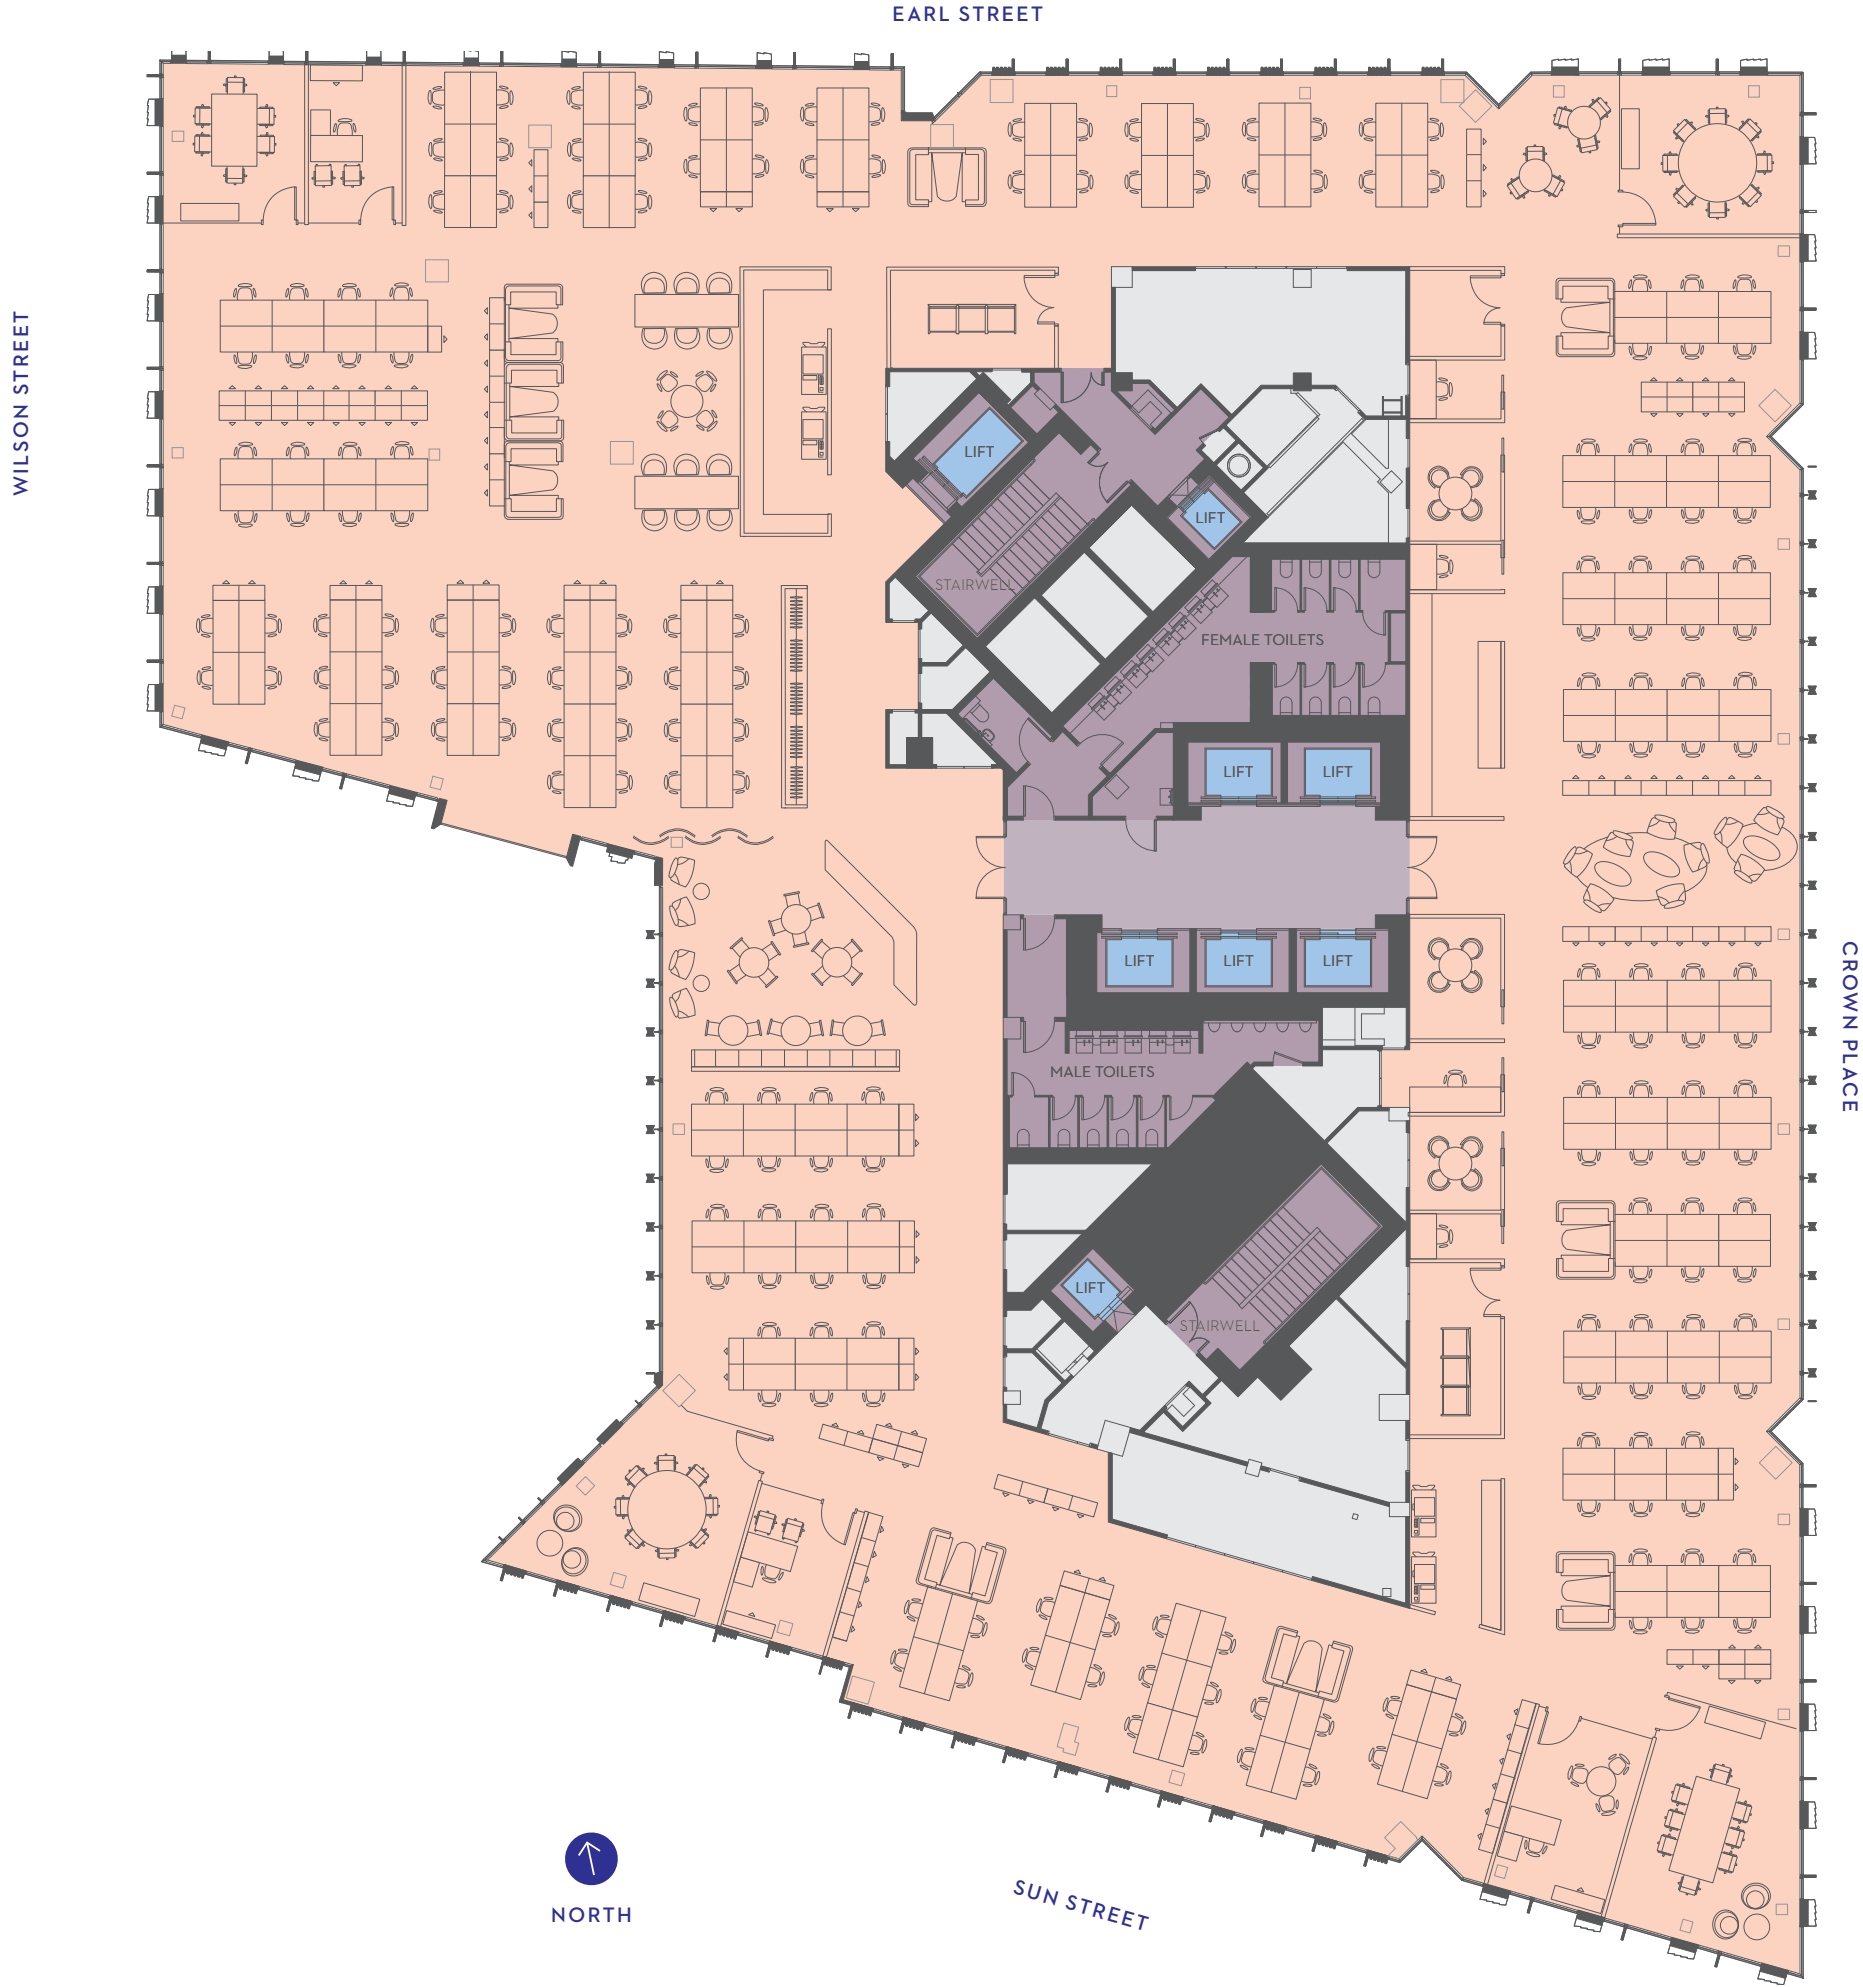 EARL STREET
WILSON STREET
LIFT
LIFT
STAIRWELL
FEMALE TOILETS
LIFT
LIFT
LIFT
LIFT
LIFT
CROWN PLACE
MALE TOILETS
LIFT
STAIRWELL
NORTH
SUN STREET